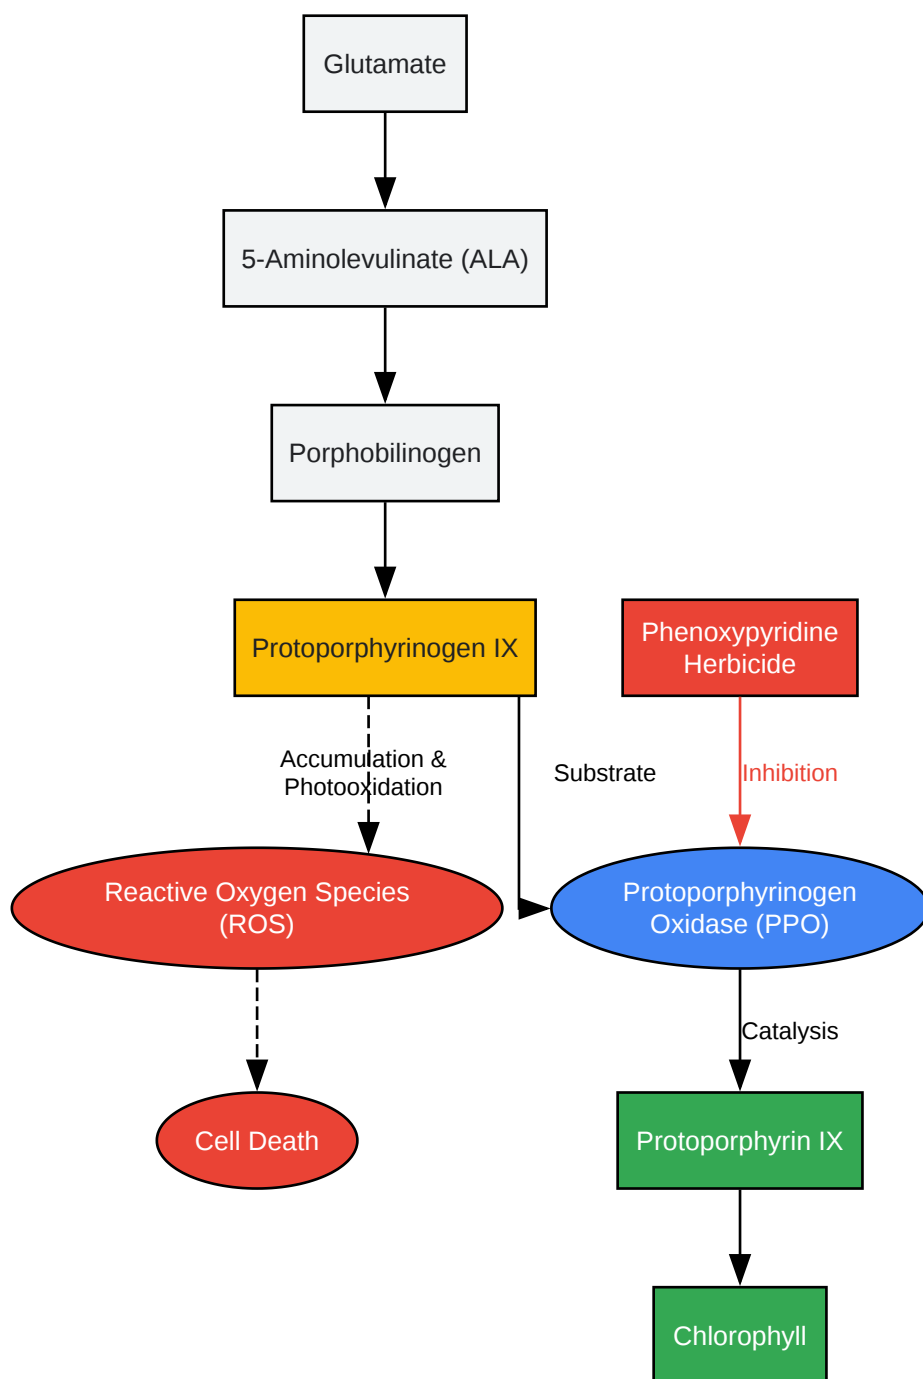 Glutamate
5-Aminolevulinate (ALA)
Porphobilinogen
Protoporphyrinogen IX
Phenoxypyridine
Herbicide
Accumulation &
Photooxidation
Substrate
Inhibition
Reactive Oxygen Species
(ROS)
Protoporphyrinogen
Oxidase (PPO)
Catalysis
Cell Death
Protoporphyrin IX
Chlorophyll